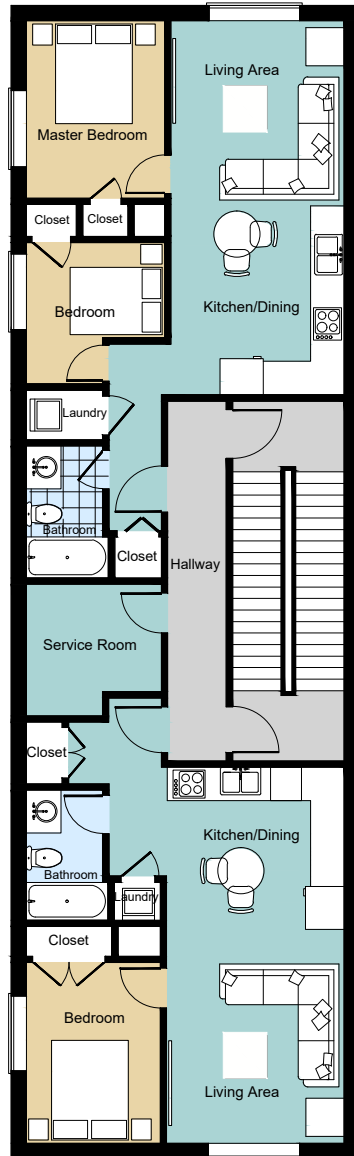 Living Area
Master Bedroom
Closet
Closet
Bedroom
Kitchen/Dining
Laundry
Bathroom
Closet
Hallway
Service Room
Closet
Kitchen/Dining
Bathroom
Laundry
Closet
Bedroom
Living Area